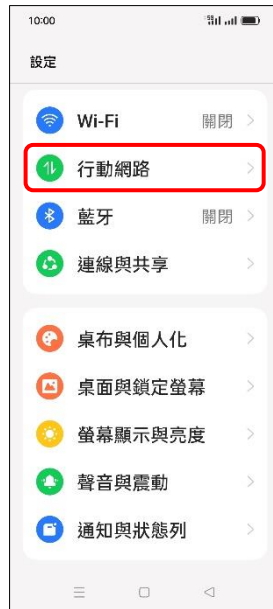 10:00
設定
Wi-Fi 關閉
行動網路
藍牙 關閉
連線與共享
桌布與個人化
桌面與鎖定螢幕
螢幕顯示與亮度
聲音與震動
通知與狀態列